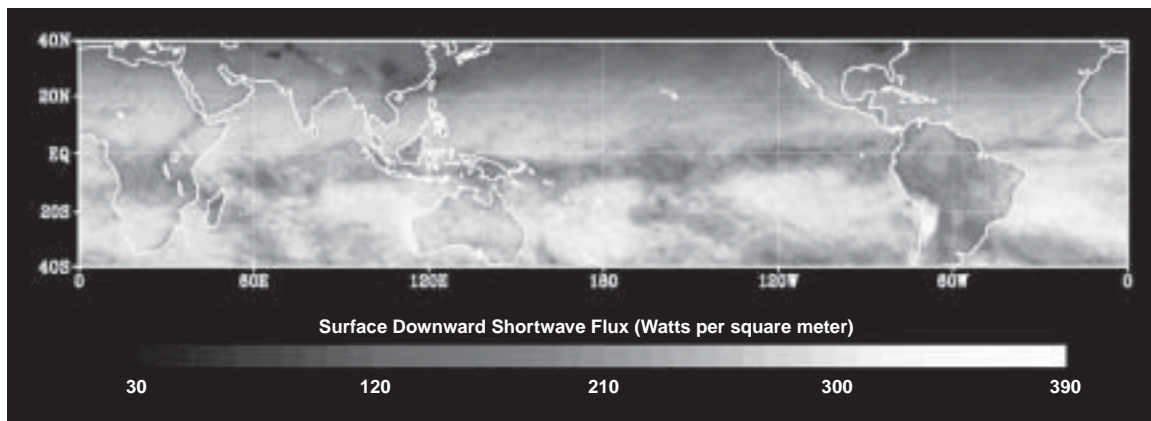 40N
20N
EQ
20S
40S
0 60E 120E 180 120W 60W 0
Surface Downward Shortwave Flux (Watts per square meter)
30 120 210 300 390